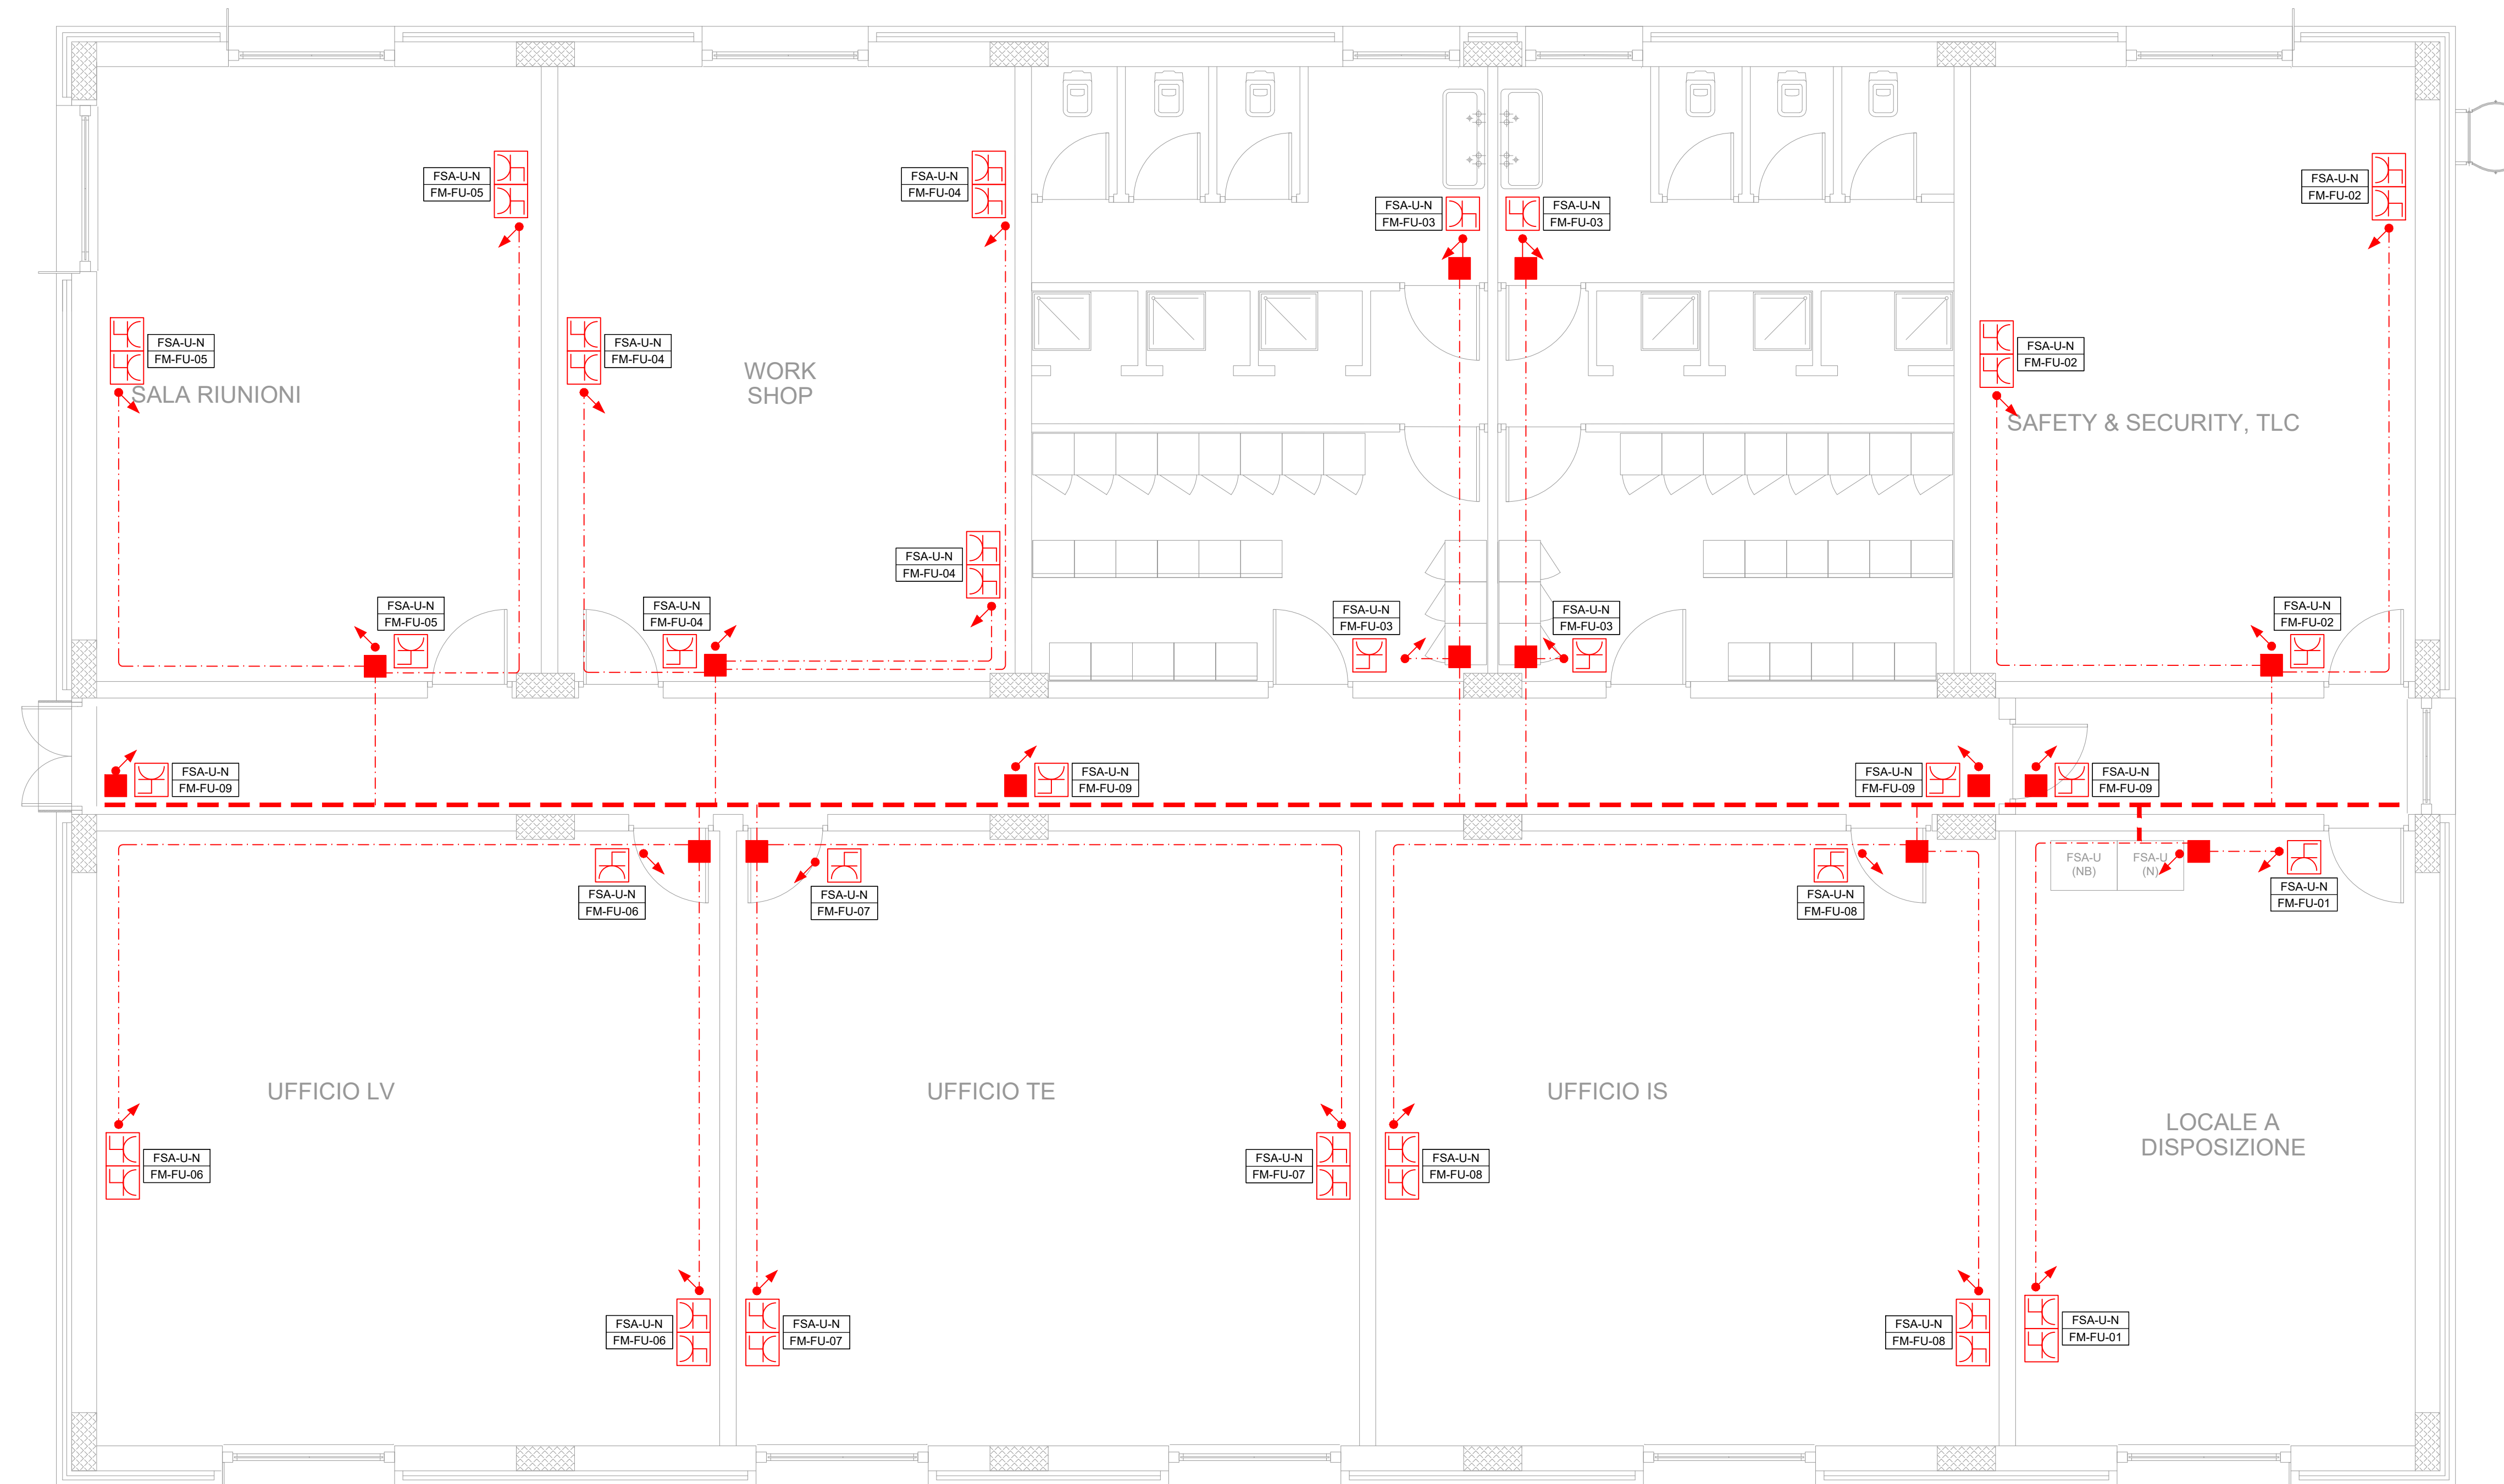 FSA-U-N
FM-FU-05
FSA-U-N
FM-FU-04
FSA-U-N
FM-FU-03
FSA-U-N
FM-FU-03
FSA-U-N
FM-FU-02
FSA-U-N
FM-FU-05
SALA RIUNIONI
FSA-U-N
FM-FU-04
WORK
SHOP
FSA-U-N
FM-FU-02
SAFETY & SECURITY, TLC
FSA-U-N
FM-FU-04
FSA-U-N
FM-FU-05
FSA-U-N
FM-FU-04
FSA-U-N
FM-FU-03
FSA-U-N
FM-FU-03
FSA-U-N
FM-FU-02
FSA-U-N
FM-FU-09
FSA-U-N
FM-FU-09
FSA-U-N
FM-FU-09
FSA-U-N
FM-FU-09
FSA-U
(NB)
FSA-U
(N)
FSA-U-N
FM-FU-06
FSA-U-N
FM-FU-07
FSA-U-N
FM-FU-08
FSA-U-N
FM-FU-01
UFFICIO LV
UFFICIO TE
UFFICIO IS
LOCALE A
DISPOSIZIONE
FSA-U-N
FM-FU-06
FSA-U-N
FM-FU-07
FSA-U-N
FM-FU-08
FSA-U-N
FM-FU-06
FSA-U-N
FM-FU-07
FSA-U-N
FM-FU-08
FSA-U-N
FM-FU-01